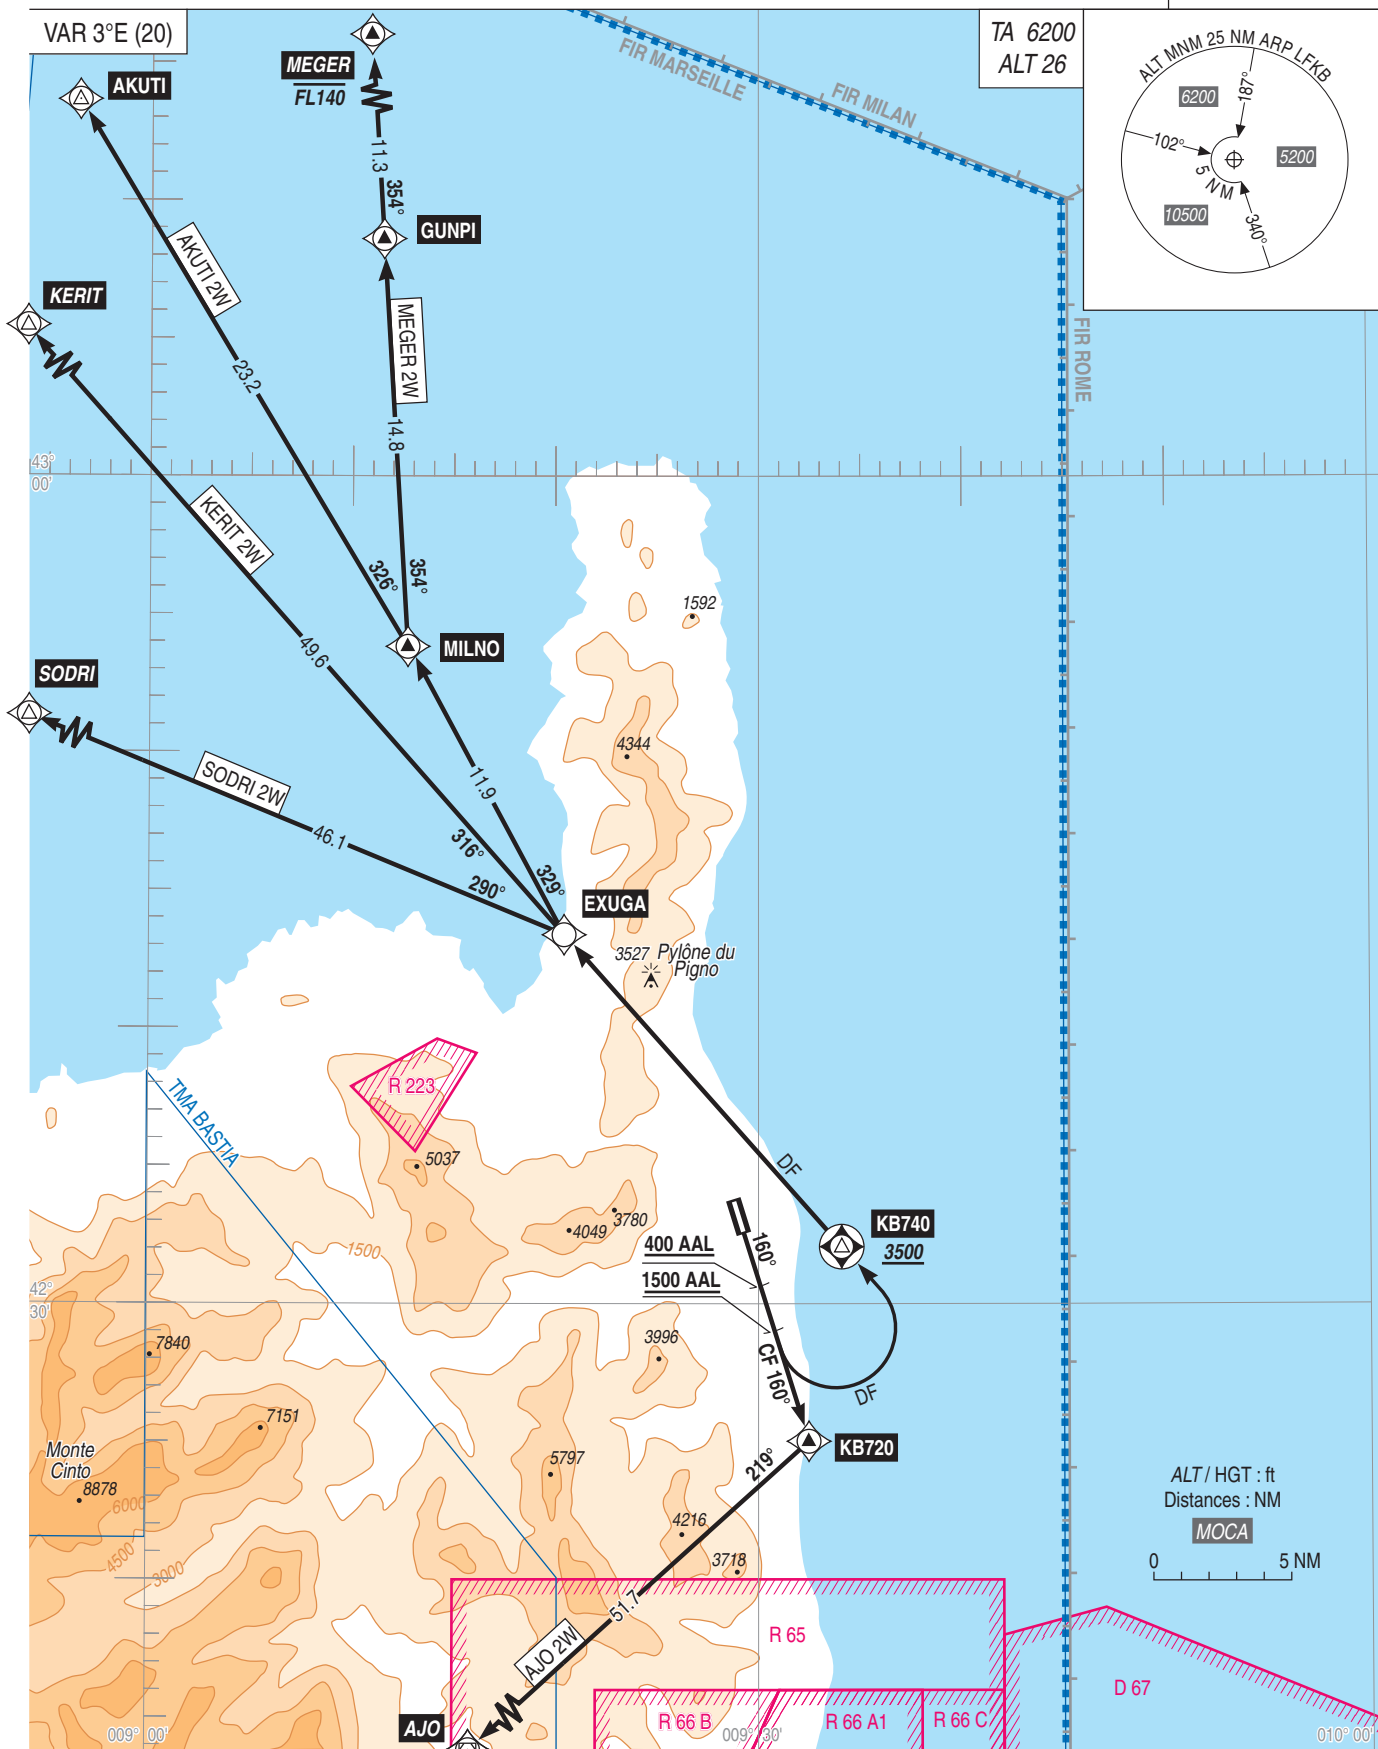 VAR 3°E (20)
TA 6200
ALT 26
ALT MNM 25 NM ARP LFKB
6200
187°
102°
5200
5 NM
10500
340°
AKUTI
MEGER
FL140
FIR MARSEILLE
FIR MILAN
11.3
354°
GUNPI
AKUTI 2W
KERIT
MEGER 2W
FIR ROME
23.2
14.8
43°
00'
KERIT 2W
326°
354°
1592
49.6
MILNO
SODRI
4344
SODRI 2W
11.9
46.1
316°
329°
290°
EXUGA
3527
Pylône du
Pigno
R 223
TMA BASTIA
5037
DF
3780
4049
1500
KB740
3500
400 AAL
160°
1500 AAL
42°
30'
7840
3996
CF 160°
DF
7151
Monte
Cinto
8878
5797
219°
KB720
6000
4500
3000
4216
3718
ALT / HGT : ft
Distances : NM
MOCA
0
5 NM
51.7
R 65
AJO 2W
D 67
AJO
R 66 B
R 66 A1
R 66 C
009° 00'
009° 30'
010° 00'